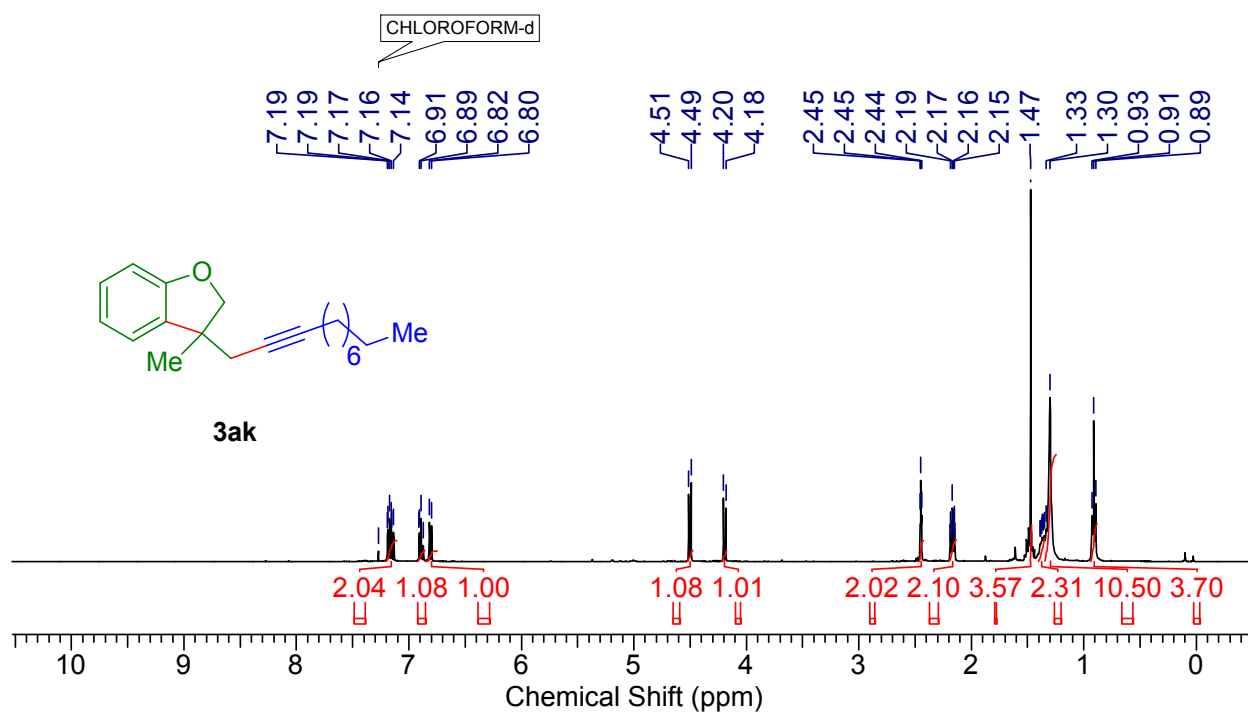 CHLOROFORM-d
7.19 7.19 7.17 7.16 7.14 6.91 6.89 6.82 6.80 4.51 4.49 4.20 4.18 2.45 2.45 2.44 2.19 2.17 2.16 2.15 1.47 1.33 1.30 0.93 0.91 0.89
O
Me
6
Me
3ak
2.04 1.08 1.00 1.08 1.01 2.02 2.10 3.57 2.31 10.50 3.70
10 9 8 7 6 5 4 3 2 1 0
Chemical Shift (ppm)